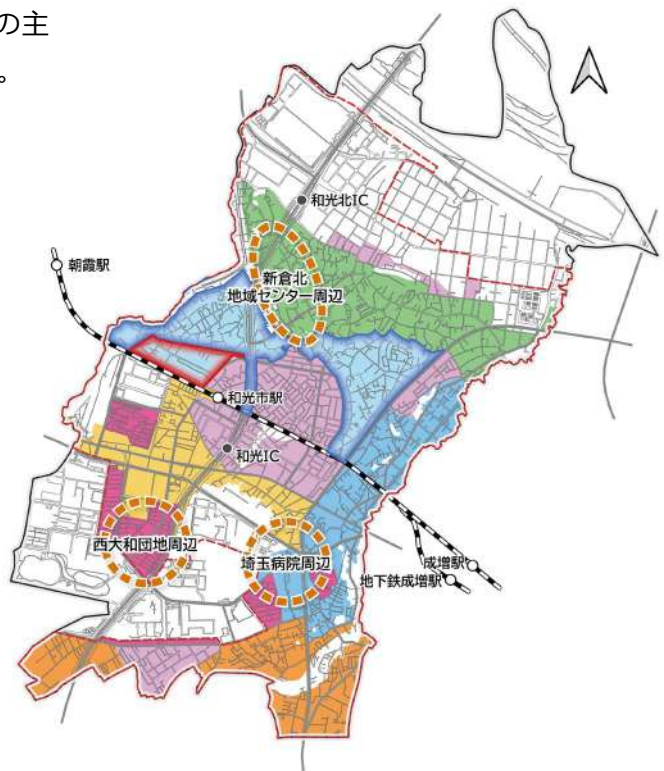 の主
。
和光北IC
朝霞駅
新倉北
地域センター周辺
和光市駅
和光IC
西大和団地周辺
埼玉病院周辺
成増駅
地下鉄成増駅